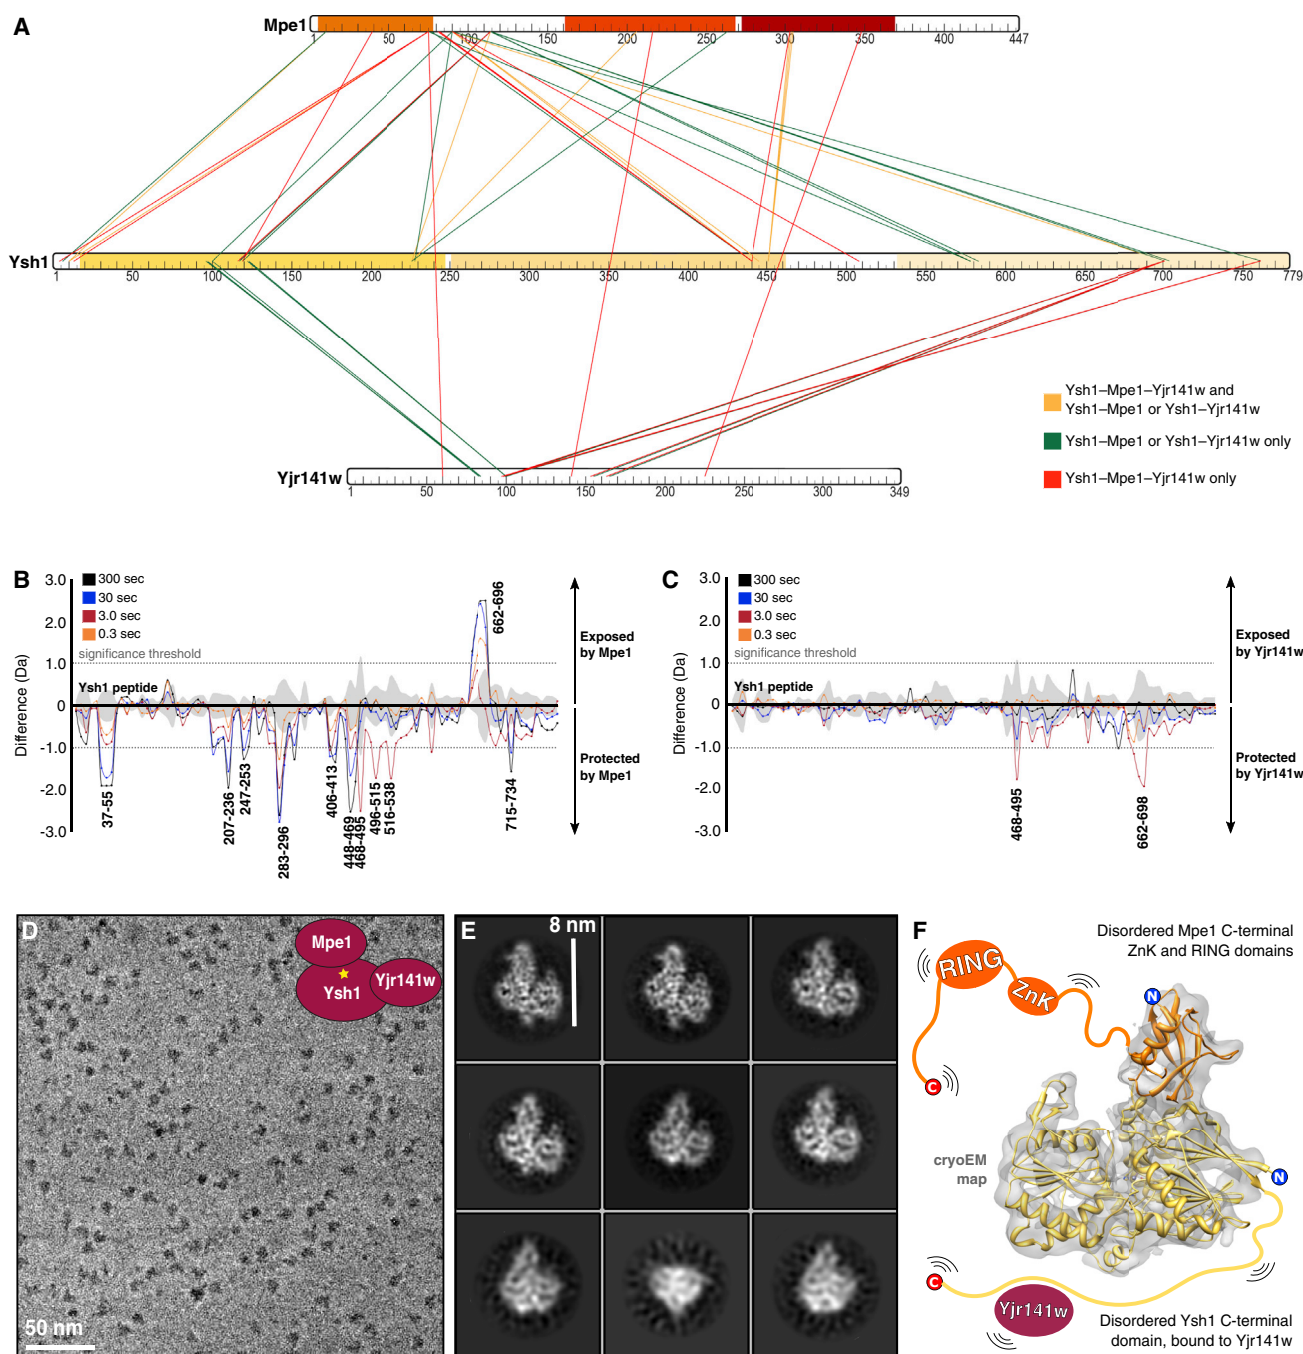 A
Mpe1
1 50 100 150 200 250 300 350 400 447
Ysh1
1 50 100 150 200 250 300 350 400 450 500 550 600 650 700 750 779
Ysh1–Mpe1–Yjr141w and
Ysh1–Mpe1 or Ysh1–Yjr141w
Ysh1–Mpe1 or Ysh1–Yjr141w only
Ysh1–Mpe1–Yjr141w only
Yjr141w
1 50 100 150 200 250 300 349
B
3.0
2.0
1.0
0
-1.0
-2.0
-3.0
Difference (Da)
300 sec
30 sec
3.0 sec
0.3 sec
significance threshold
Ysh1 peptide
37-55
207-236
247-253
283-296
406-413
448-469
468-495
496-515
516-538
662-696
715-734
Exposed
by Mpe1
Protected
by Mpe1
C
3.0
2.0
1.0
0
-1.0
-2.0
-3.0
Difference (Da)
300 sec
30 sec
3.0 sec
0.3 sec
significance threshold
Ysh1 peptide
468-495
662-698
Exposed
by Yjr141w
Protected
by Yjr141w
D
Mpe1
Ysh1
Yjr141w
50 nm
E
8 nm
F
Disordered Mpe1 C-terminal
ZnK and RING domains
RING
ZnK
N
C
cryoEM
map
N
C
Yjr141w
Disordered Ysh1 C-terminal
domain, bound to Yjr141w